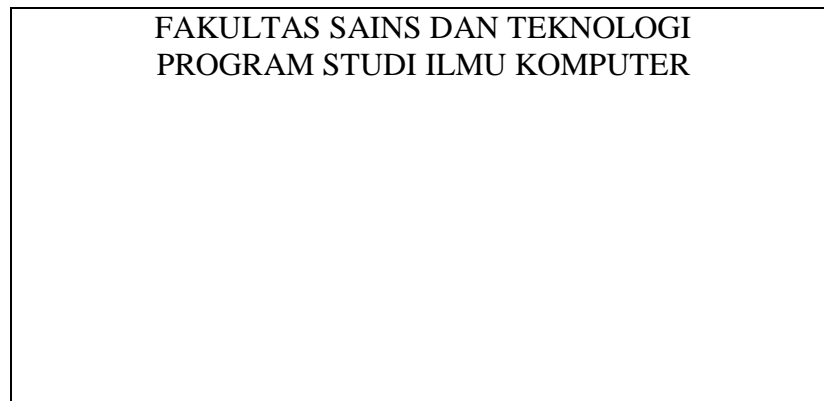 FAKULTAS SAINS DAN TEKNOLOGI
PROGRAM STUDI ILMU KOMPUTER